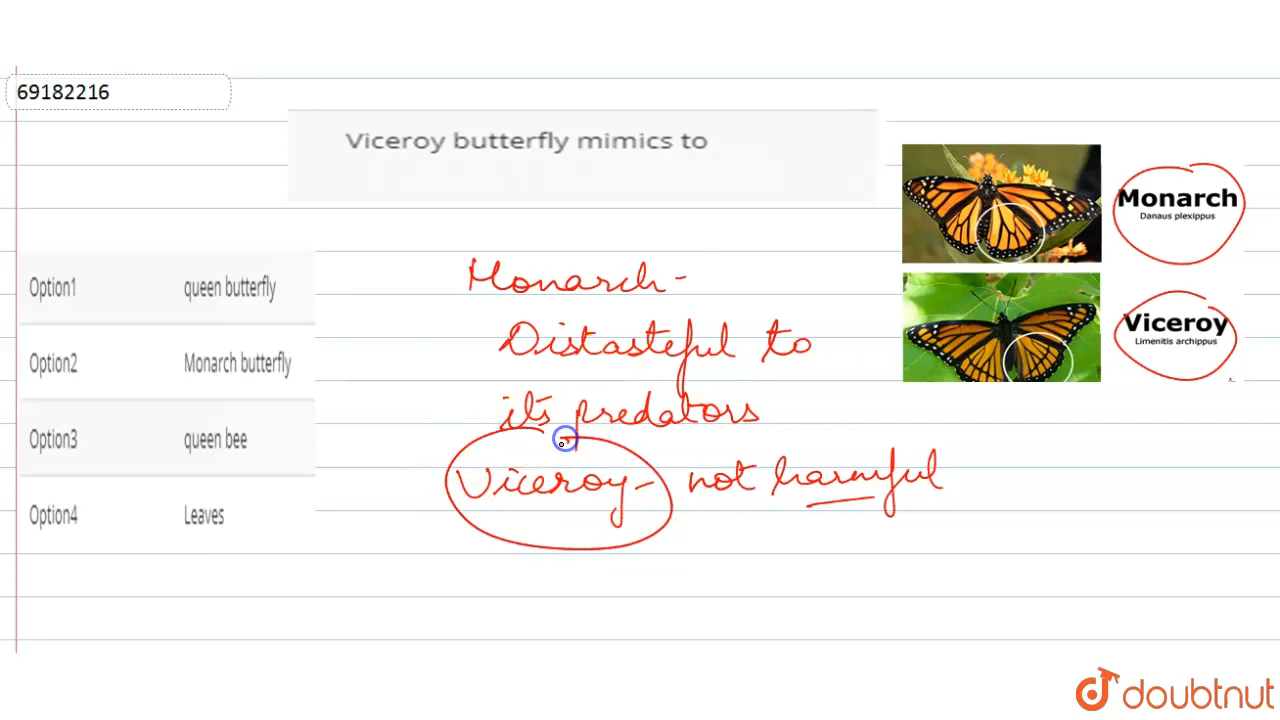 69182216
Viceroy butterfly mimics to
Monarch
Danaus plexippus
Viceroy
Limenitis archippus
Option1 queen butterfly
Option2 Monarch butterfly
Option3 queen bee
Option4 Leaves
Monarch -
Distasteful to
its predators
Viceroy - not harmful
doubtnut